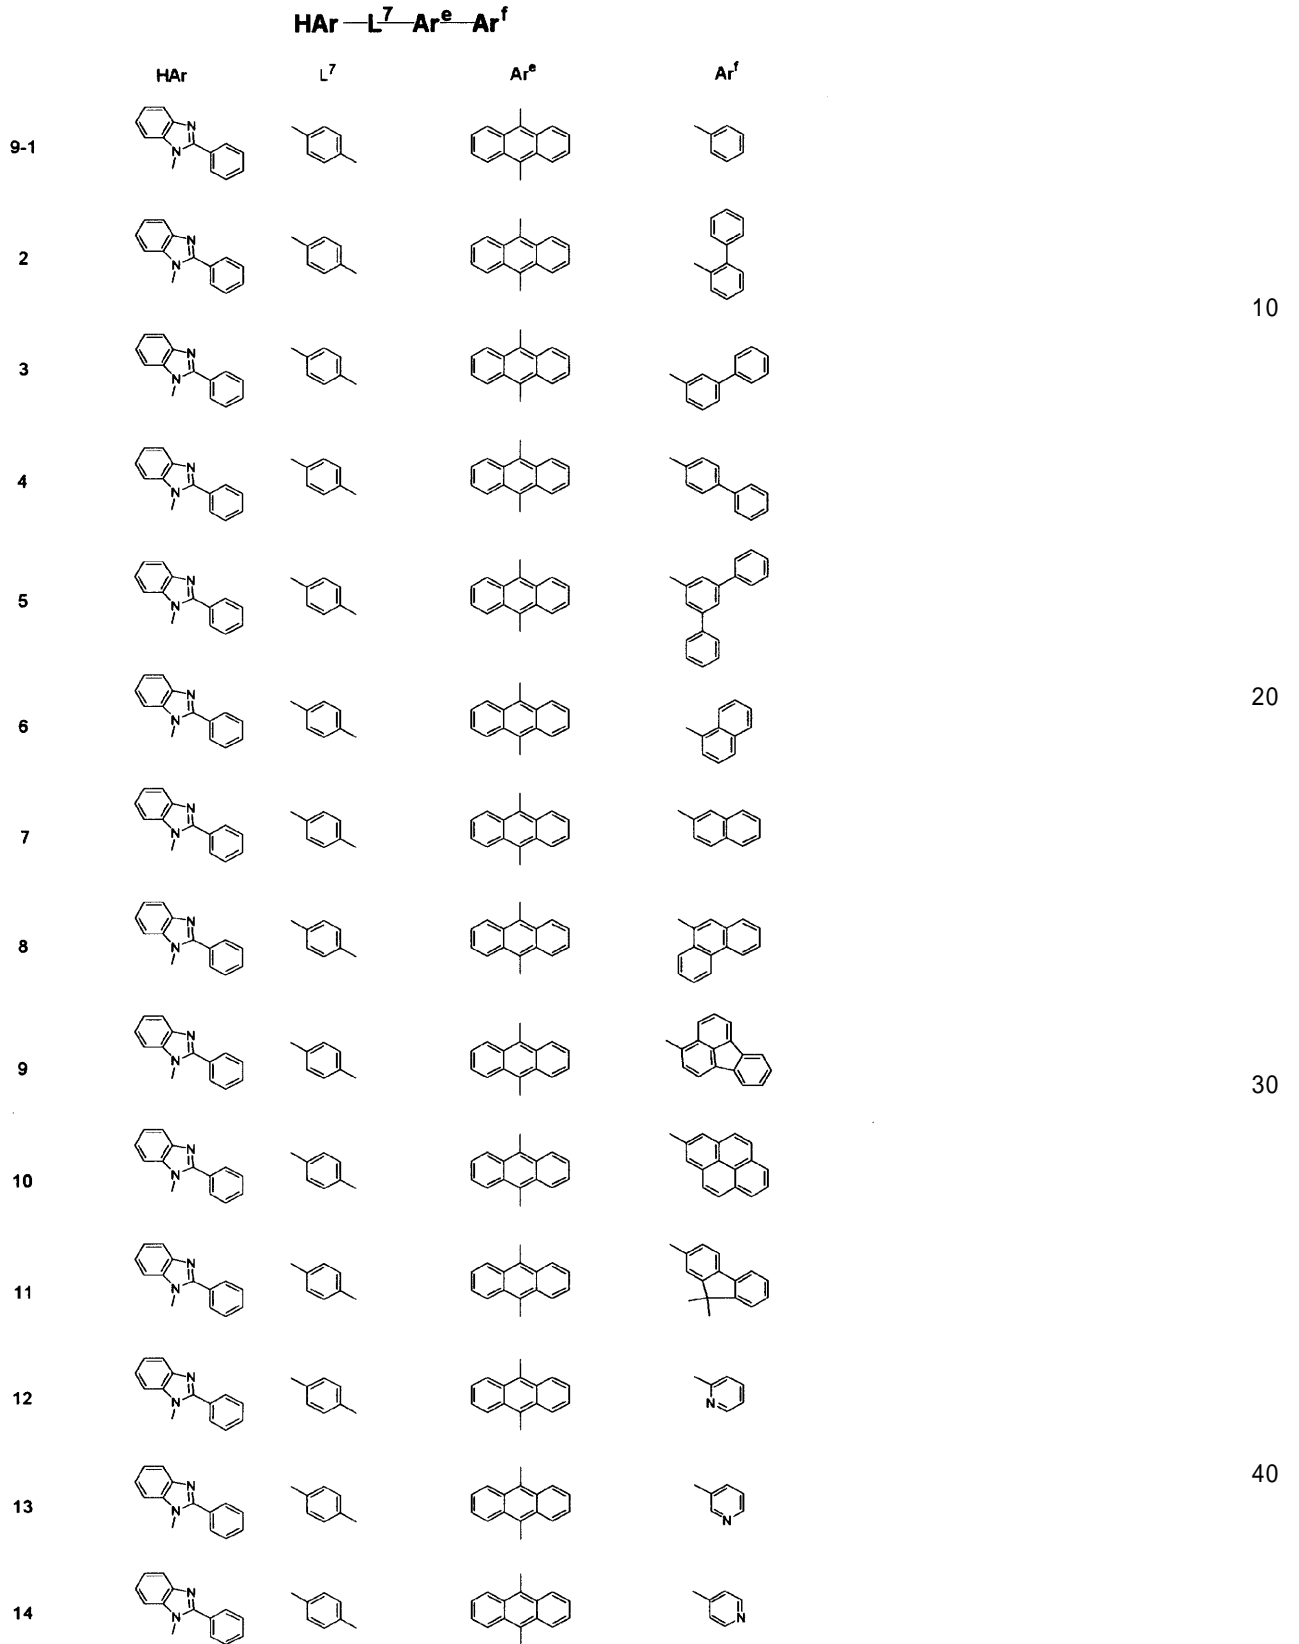 HAr—L⁷—Arᵉ—Arᶠ
HAr L⁷ Arᵉ Arᶠ
9-1 N N
2 N N
10
3 N N
4 N N
5 N N
20
6 N N
7 N N
8 N N
9 N N
30
10 N N
11 N N
12 N N N
40
13 N N N
14 N N N